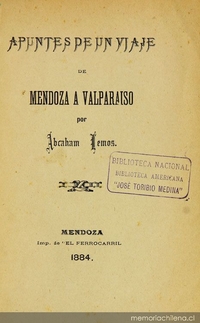 APUNTES DE UN VIAJE
DE
MENDOZA A VALPARAISO
por
Abraham Lemos.
BIBLIOTECA NACIONAL
BIBLIOTECA AMERICANA
"JOSÉ TORIBIO MEDINA"
MENDOZA
Imp. de "EL FERROCARRIL
1884.
memoriachilena.cl